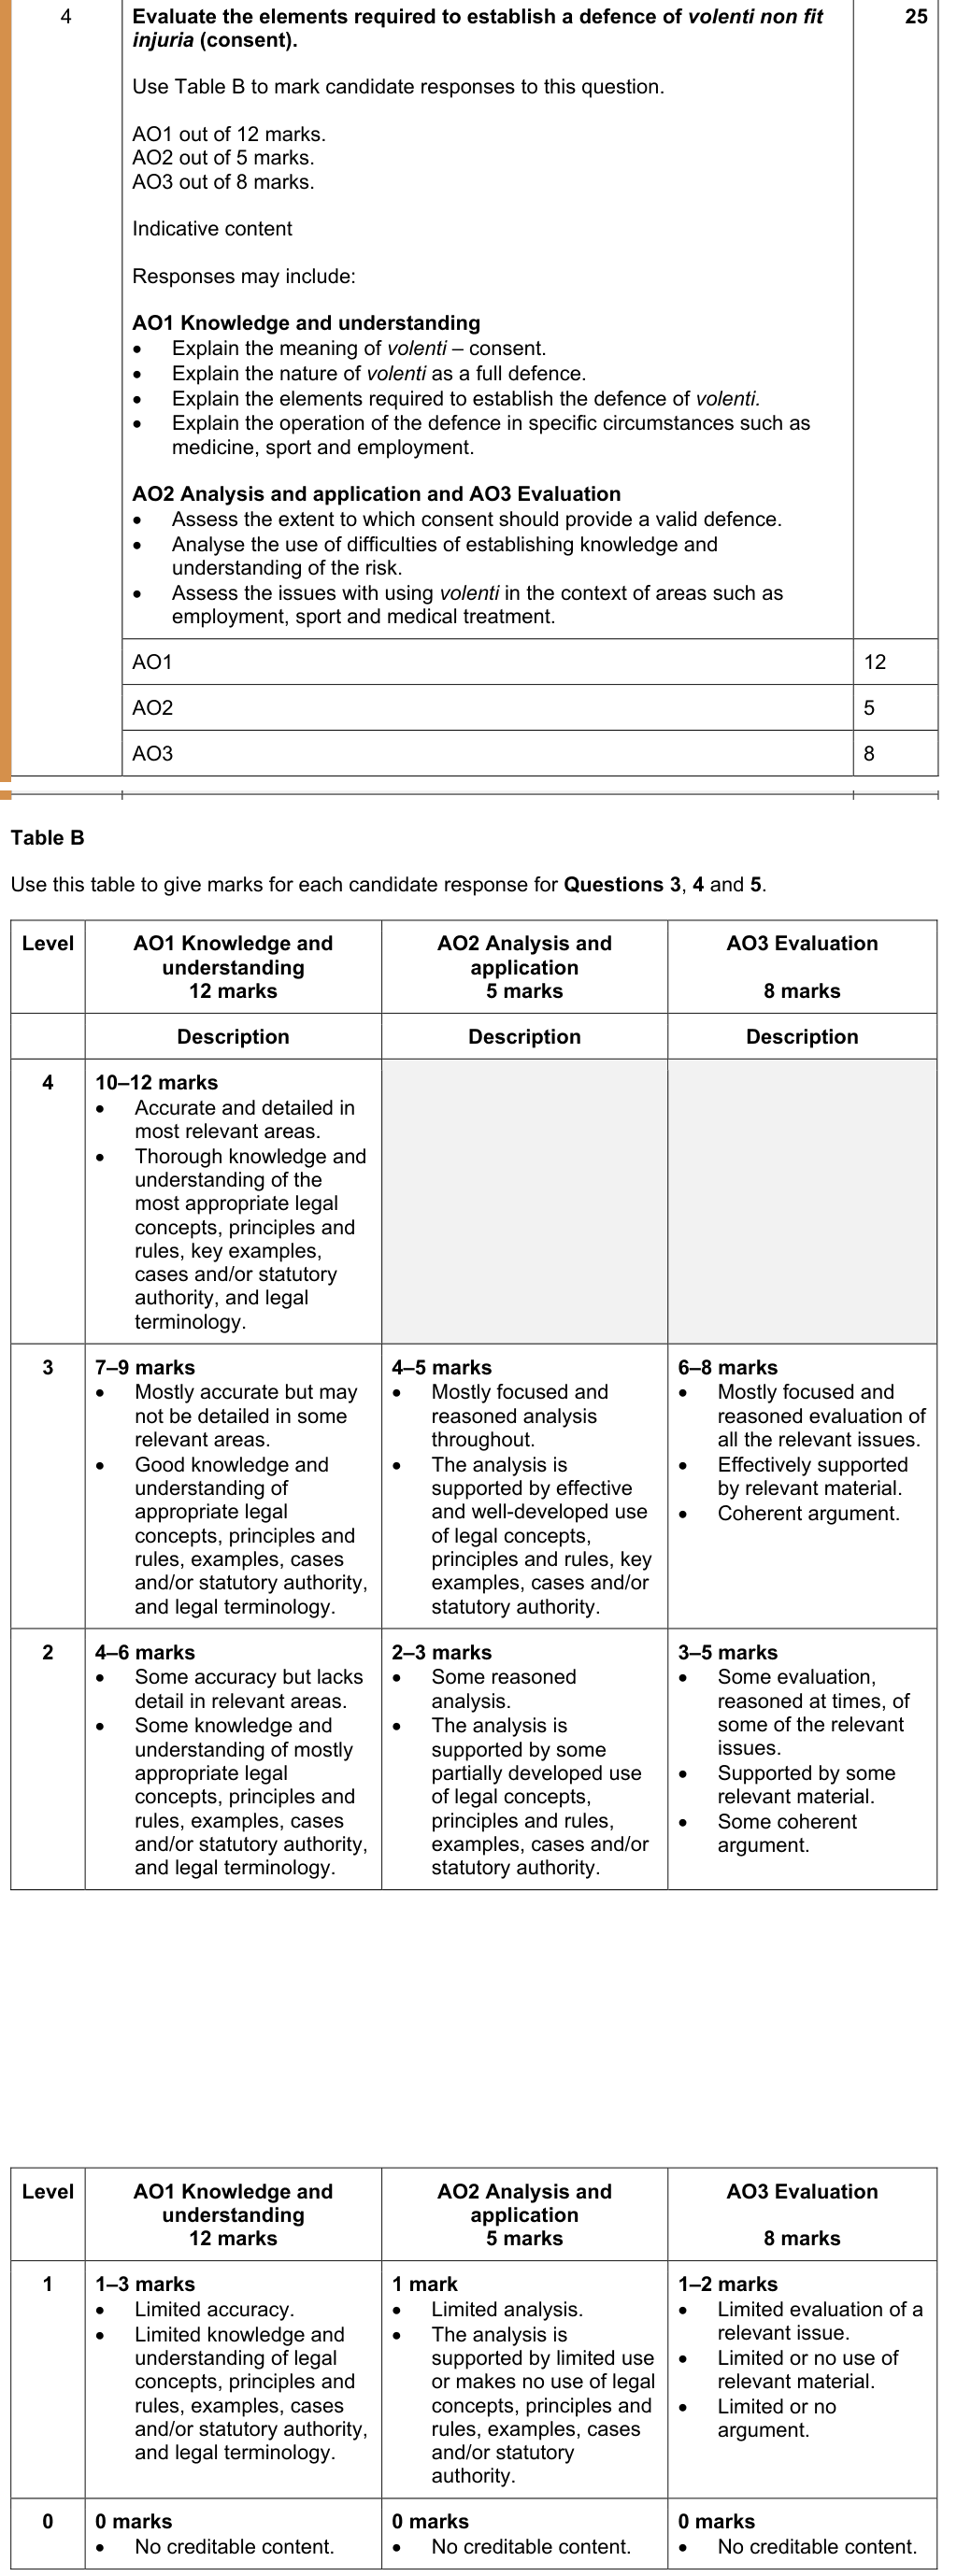 4
Evaluate the elements required to establish a defence of volenti non fit
injuria (consent).
25
Use Table B to mark candidate responses to this question.
AO1 out of 12 marks.
AO2 out of 5 marks.
AO3 out of 8 marks.
Indicative content
Responses may include:
AO1 Knowledge and understanding
• Explain the meaning of volenti – consent.
• Explain the nature of volenti as a full defence.
• Explain the elements required to establish the defence of volenti.
• Explain the operation of the defence in specific circumstances such as
medicine, sport and employment.
AO2 Analysis and application and AO3 Evaluation
• Assess the extent to which consent should provide a valid defence.
• Analyse the use of difficulties of establishing knowledge and
understanding of the risk.
• Assess the issues with using volenti in the context of areas such as
employment, sport and medical treatment.
AO1 12
AO2 5
AO3 8
Table B
Use this table to give marks for each candidate response for Questions 3, 4 and 5.
Level
AO1 Knowledge and
understanding
12 marks
AO2 Analysis and
application
5 marks
AO3 Evaluation
8 marks
Description
Description
Description
4
10–12 marks
• Accurate and detailed in
most relevant areas.
• Thorough knowledge and
understanding of the
most appropriate legal
concepts, principles and
rules, key examples,
cases and/or statutory
authority, and legal
terminology.
3
7–9 marks
• Mostly accurate but may
not be detailed in some
relevant areas.
• Good knowledge and
understanding of
appropriate legal
concepts, principles and
rules, examples, cases
and/or statutory authority,
and legal terminology.
4–5 marks
• Mostly focused and
reasoned analysis
throughout.
• The analysis is
supported by effective
and well-developed use
of legal concepts,
principles and rules, key
examples, cases and/or
statutory authority.
6–8 marks
• Mostly focused and
reasoned evaluation of
all the relevant issues.
• Effectively supported
by relevant material.
• Coherent argument.
2
4–6 marks
• Some accuracy but lacks
detail in relevant areas.
• Some knowledge and
understanding of mostly
appropriate legal
concepts, principles and
rules, examples, cases
and/or statutory authority,
and legal terminology.
2–3 marks
• Some reasoned
analysis.
• The analysis is
supported by some
partially developed use
of legal concepts,
principles and rules,
examples, cases and/or
statutory authority.
3–5 marks
• Some evaluation,
reasoned at times, of
some of the relevant
issues.
• Supported by some
relevant material.
• Some coherent
argument.
Level
AO1 Knowledge and
understanding
12 marks
AO2 Analysis and
application
5 marks
AO3 Evaluation
8 marks
1
1–3 marks
• Limited accuracy.
• Limited knowledge and
understanding of legal
concepts, principles and
rules, examples, cases
and/or statutory authority,
and legal terminology.
1 mark
• Limited analysis.
• The analysis is
supported by limited use
or makes no use of legal
concepts, principles and
rules, examples, cases
and/or statutory
authority.
1–2 marks
• Limited evaluation of a
relevant issue.
• Limited or no use of
relevant material.
• Limited or no
argument.
0
0 marks
• No creditable content.
0 marks
• No creditable content.
0 marks
• No creditable content.